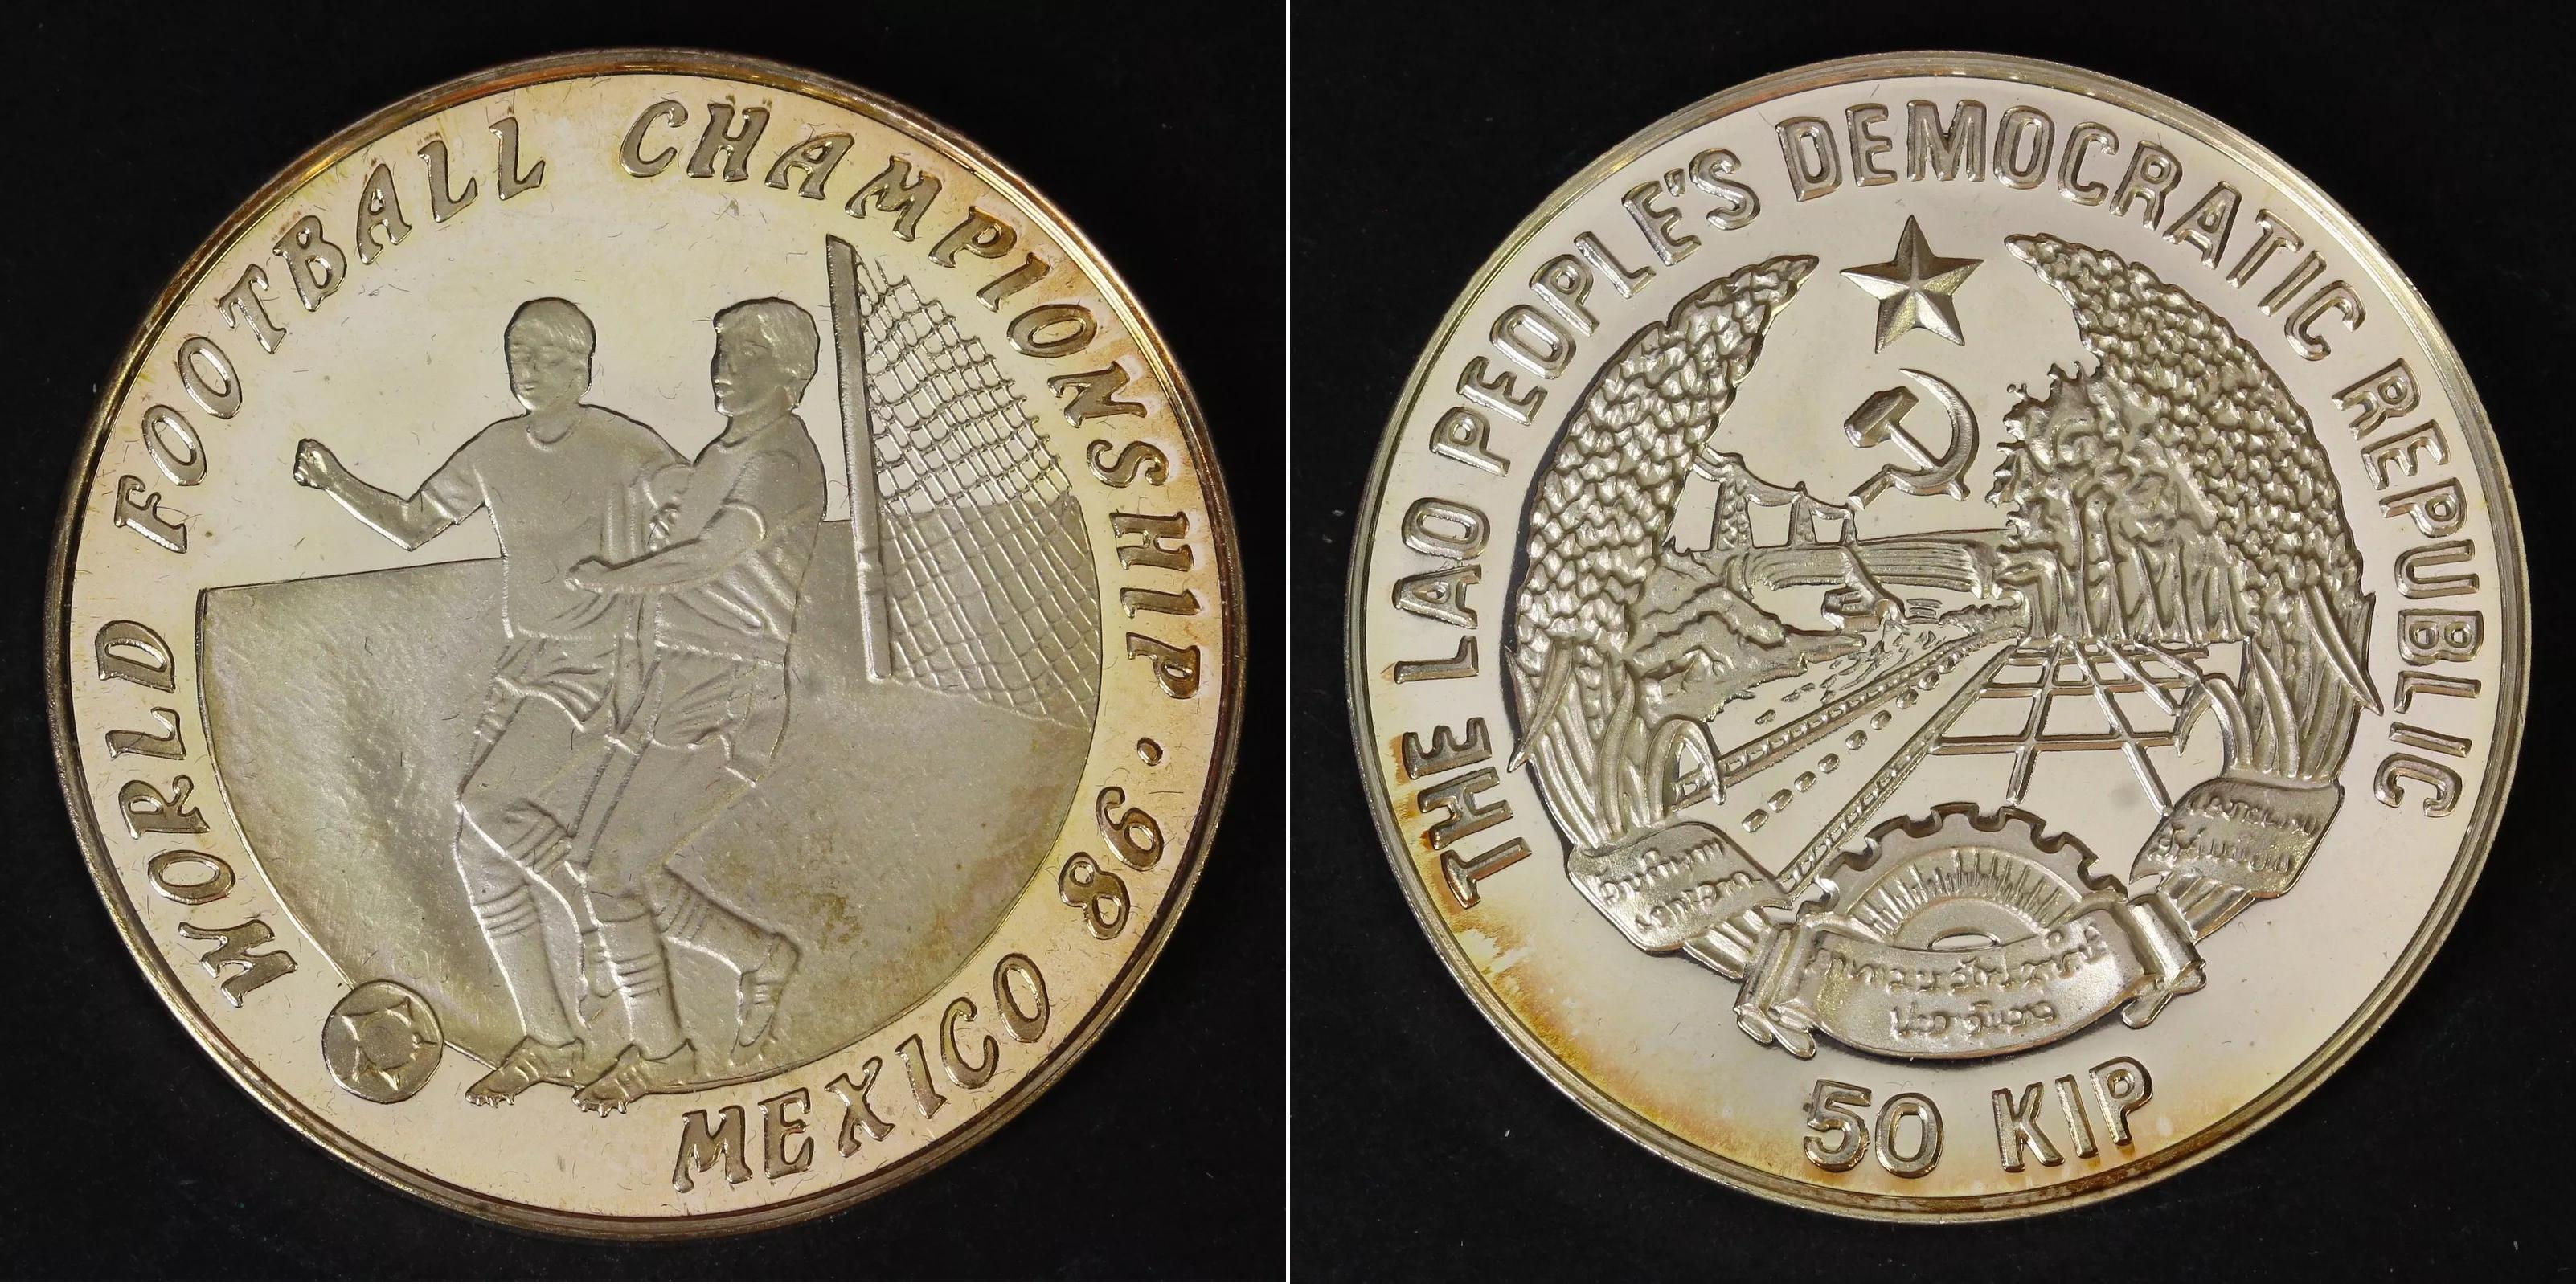 WORLD FOOTBALL CHAMPIONSHIP ·
MEXICO 86
THE LAO PEOPLE'S DEMOCRATIC REPUBLIC
50 KIP